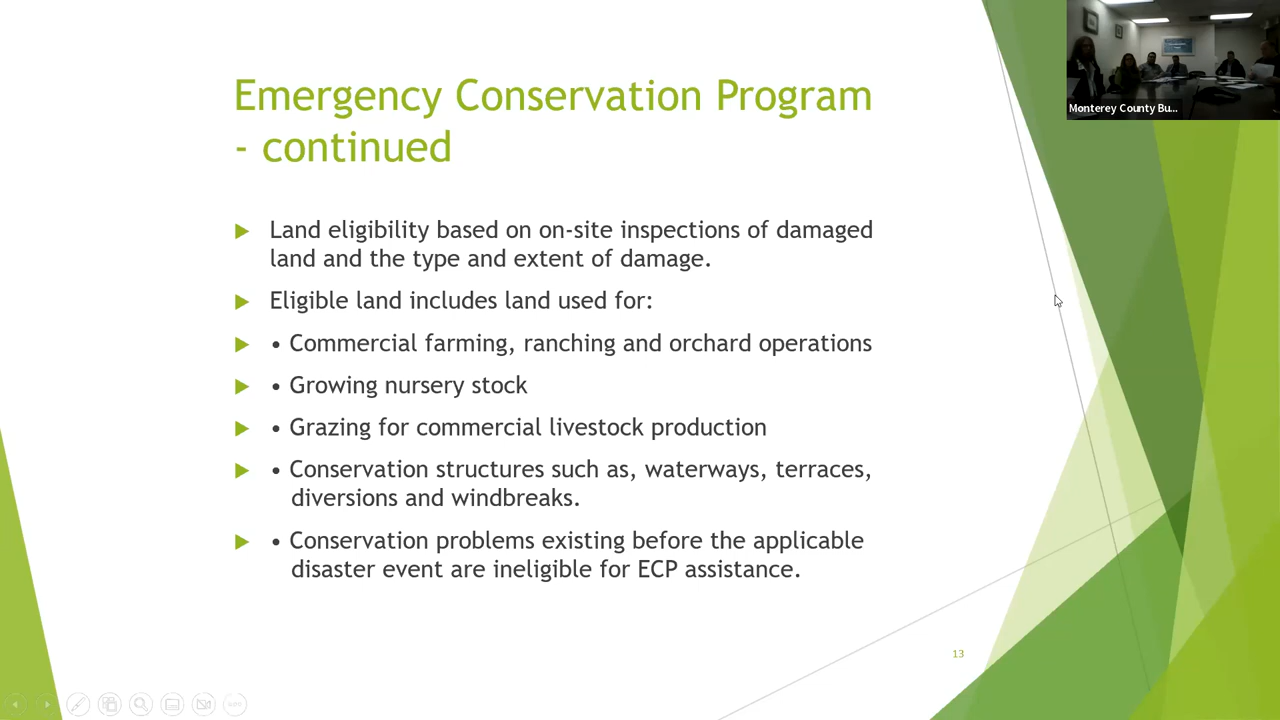 Emergency Conservation Program
- continued
Land eligibility based on on-site inspections of damaged
land and the type and extent of damage.
Eligible land includes land used for:
• Commercial farming, ranching and orchard operations
• Growing nursery stock
• Grazing for commercial livestock production
• Conservation structures such as, waterways, terraces,
diversions and windbreaks.
• Conservation problems existing before the applicable
disaster event are ineligible for ECP assistance.
13
Monterey County Bu...